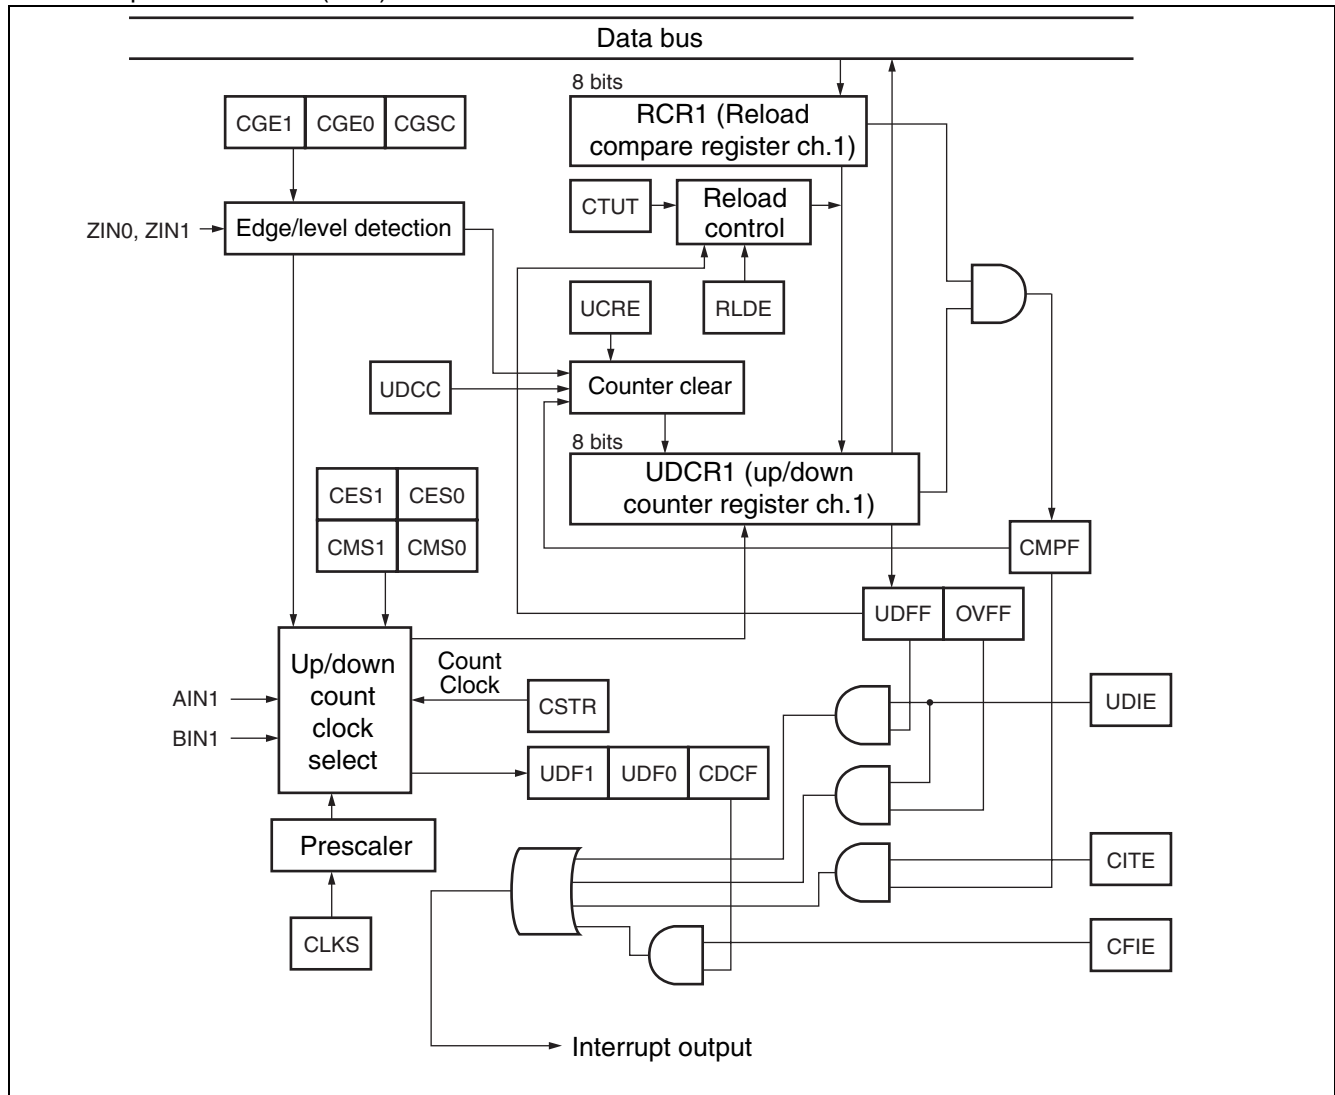 Data bus
8 bits
RCR1 (Reload
compare register ch.1)
CGE1 CGE0 CGSC
CTUT
Reload
control
ZIN0, ZIN1
Edge/level detection
UCRE
RLDE
UDCC
Counter clear
8 bits
UDCR1 (up/down
counter register ch.1)
CES1 CES0
CMS1 CMS0
CMPF
UDFF OVFF
Up/down
count
clock
select
Count
Clock
AIN1
BIN1
CSTR
UDIE
UDF1 UDF0 CDCF
Prescaler
CITE
CLKS
CFIE
Interrupt output